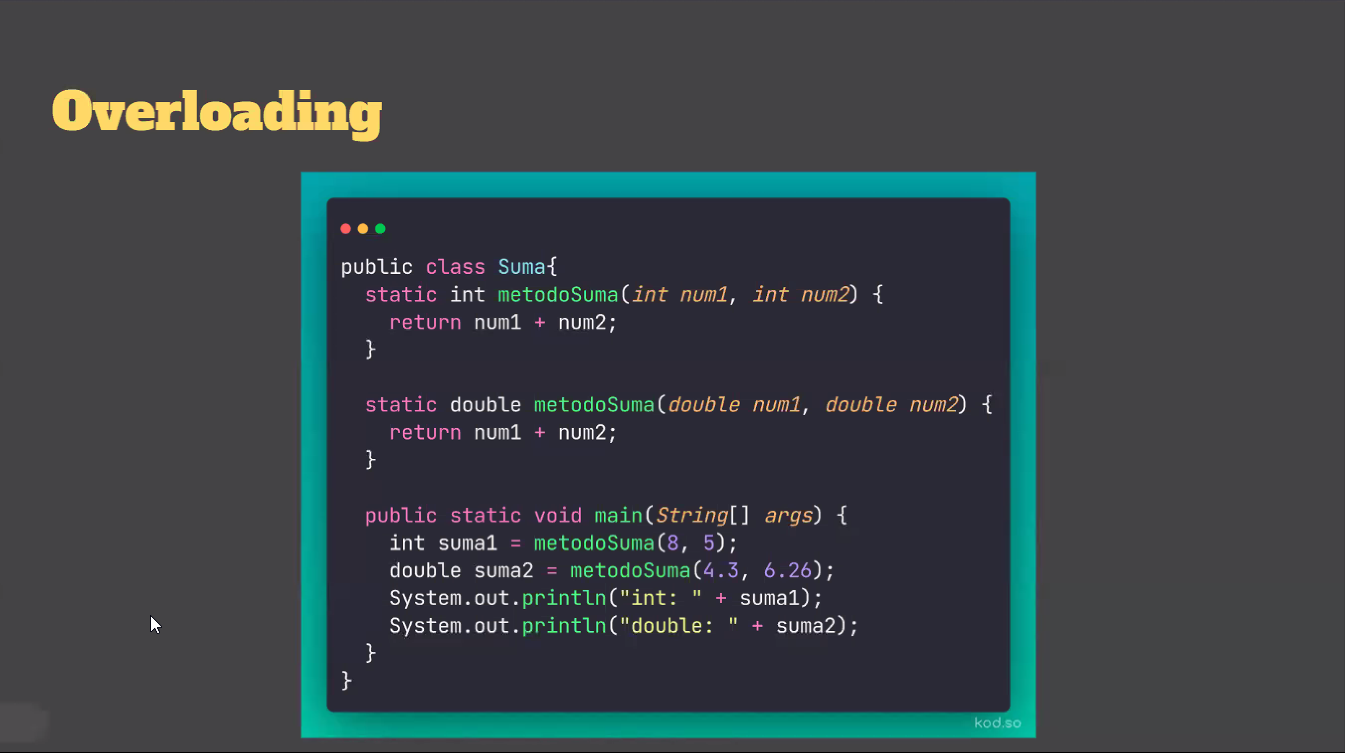 Overloading
public class Suma{
  static int metodoSuma(int num1, int num2) {
    return num1 + num2;
  }
  static double metodoSuma(double num1, double num2) {
    return num1 + num2;
  }
  public static void main(String[] args) {
    int suma1 = metodoSuma(8, 5);
    double suma2 = metodoSuma(4.3, 6.26);
    System.out.println("int: " + suma1);
    System.out.println("double: " + suma2);
  }
}
kod.so